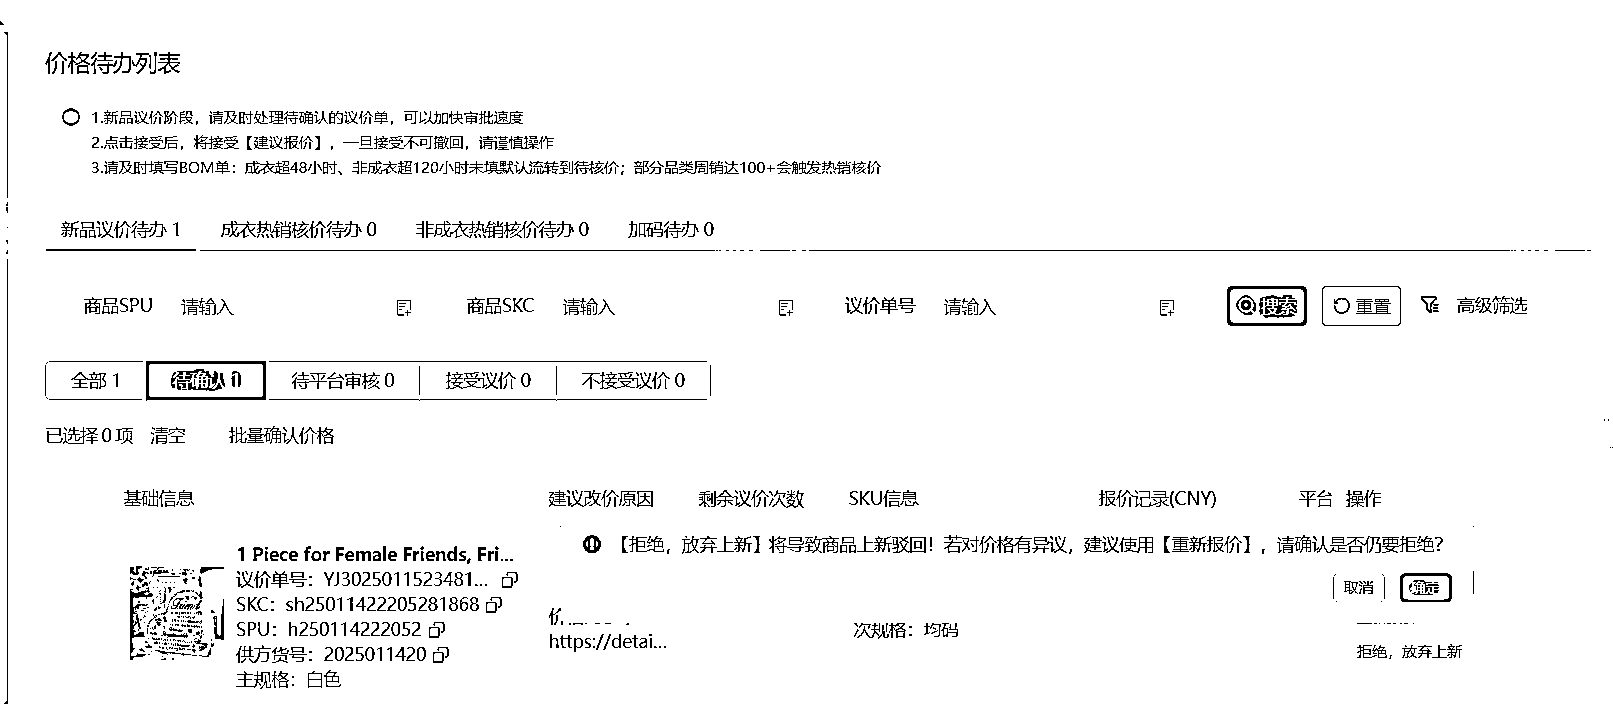 价格待办列表
1.新品议价阶段，请及时处理待确认的议价单，可以加快审批速度
2.点击接受后，将接受【建议报价】，一旦接受不可撤回，请谨慎操作
3.请及时填写BOM单：成衣超48小时、非成衣超120小时未填默认流转到待核价；部分品类周销达100+会触发热销核价
新品议价待办 1 成衣热销核价待办 0 非成衣热销核价待办 0 加码待办 0
商品SPU 请输入 商品SKC 请输入 议价单号 请输入 搜索 重置 高级筛选
全部 1 待确认 0 待平台审核 0 接受议价 0 不接受议价 0
已选择 0 项 清空 批量确认价格
基础信息 建议改价原因 剩余议价次数 SKU信息 报价记录(CNY) 平台 操作
【拒绝，放弃上新】将导致商品上新驳回！若对价格有异议，建议使用【重新报价】，请确认是否仍要拒绝？
1 Piece for Female Friends, Fri...
议价单号：YJ3025011523481...
取消 确定
SKC：sh25011422205281868
SPU：h250114222052
次规格：均码
https://detai...
供方货号：2025011420
拒绝，放弃上新
主规格：白色